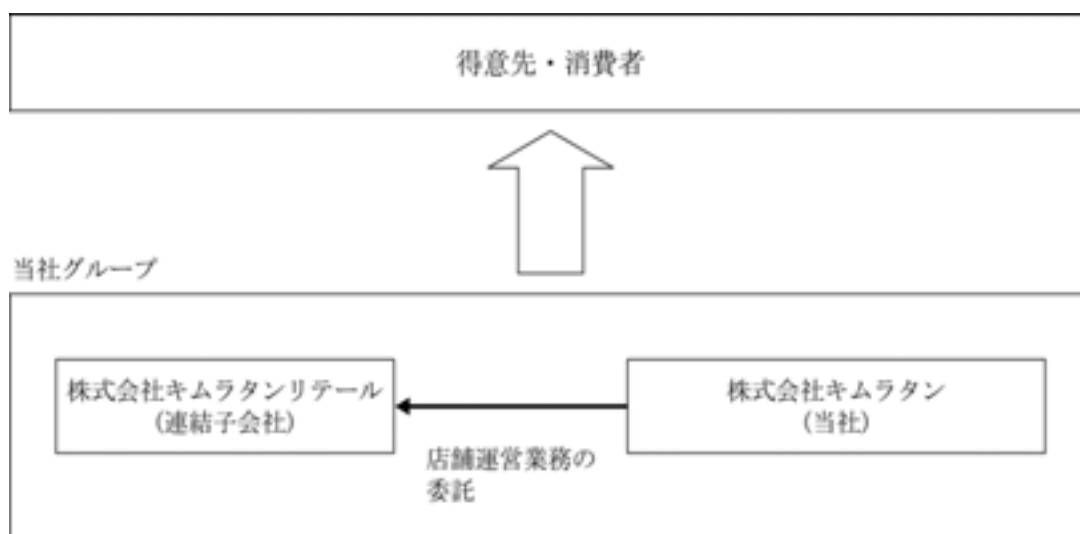 得意先・消費者
当社グループ
株式会社キムラタンリテール
(連結子会社)
株式会社キムラタン
(当社)
店舗運営業務の
委託